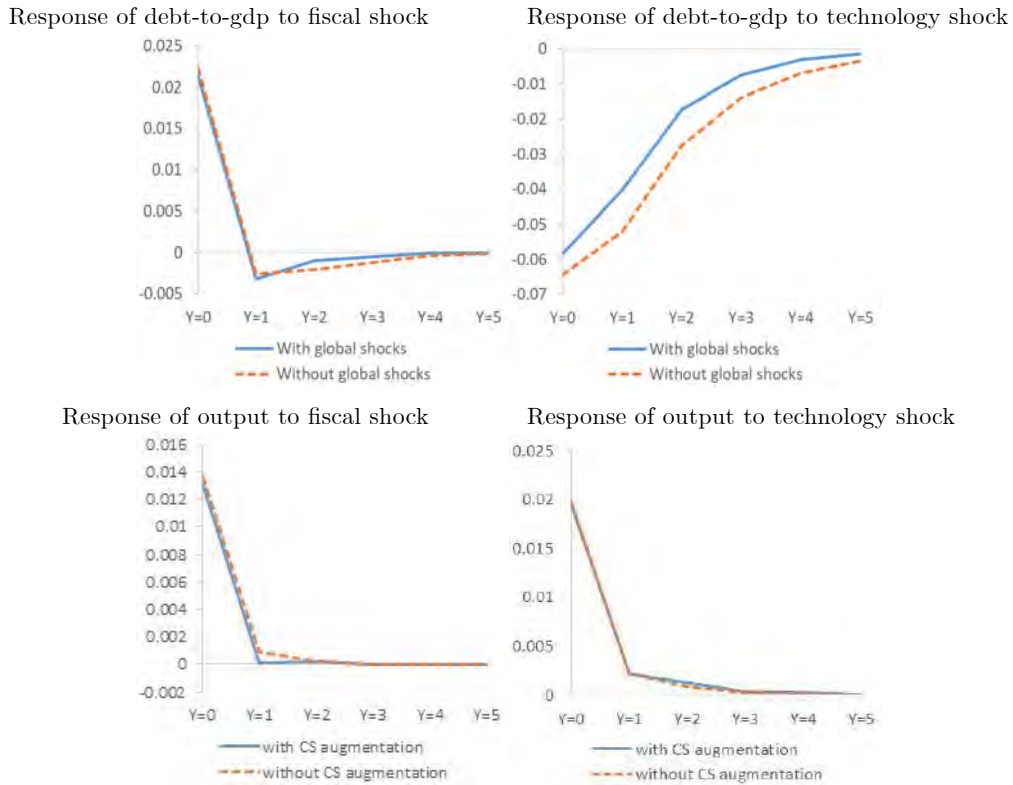 Response of debt-to-gdp to fiscal shock
0.025
0.02
0.015
0.01
0.005
0
-0.005
Y=0 Y=1 Y=2 Y=3 Y=4 Y=5
With global shocks
Without global shocks
Response of debt-to-gdp to technology shock
0
-0.01
-0.02
-0.03
-0.04
-0.05
-0.06
-0.07
Y=0 Y=1 Y=2 Y=3 Y=4 Y=5
With global shocks
Without global shocks
Response of output to fiscal shock
0.016
0.014
0.012
0.01
0.008
0.006
0.004
0.002
0
-0.002
Y=0 Y=1 Y=2 Y=3 Y=4 Y=5
with CS augmentation
without CS augmentation
Response of output to technology shock
0.025
0.02
0.015
0.01
0.005
0
Y=0 Y=1 Y=2 Y=3 Y=4 Y=5
with CS augmentation
without CS augmentation